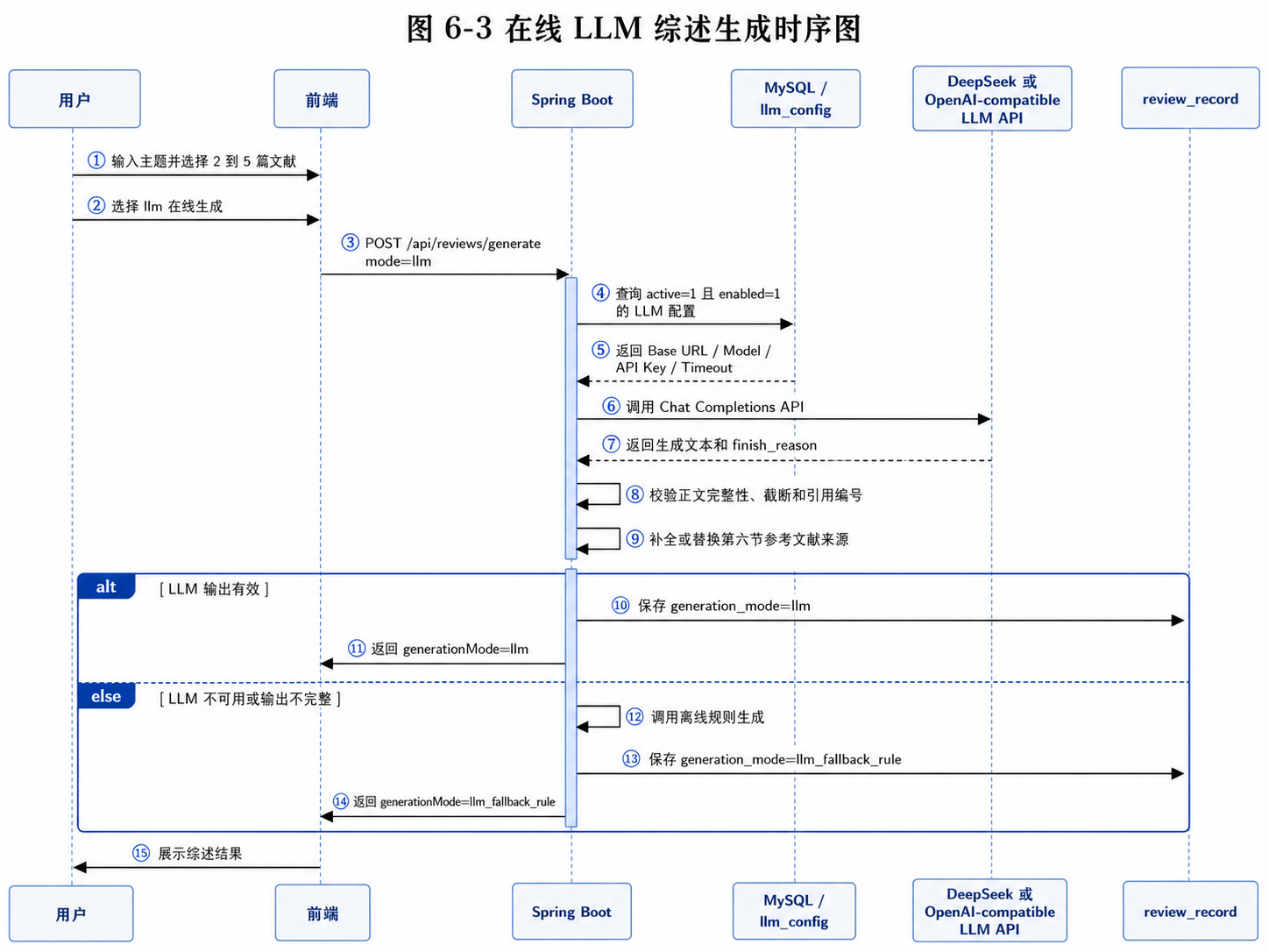 图 6-3 在线 LLM 综述生成时序图
用户
前端
Spring Boot
MySQL /
llm_config
DeepSeek 或
OpenAI-compatible
LLM API
review_record
① 输入主题并选择 2 到 5 篇文献
② 选择 llm 在线生成
③ POST /api/reviews/generate
mode=llm
④ 查询 active=1 且 enabled=1
的 LLM 配置
⑤ 返回 Base URL / Model /
API Key / Timeout
⑥ 调用 Chat Completions API
⑦ 返回生成文本和 finish_reason
⑧ 校验正文完整性、截断和引用编号
⑨ 补全或替换第六节参考文献来源
alt [ LLM 输出有效 ]
⑩ 保存 generation_mode=llm
⑪ 返回 generationMode=llm
else [ LLM 不可用或输出不完整 ]
⑫ 调用离线规则生成
⑬ 保存 generation_mode=llm_fallback_rule
⑭ 返回 generationMode=llm_fallback_rule
⑮ 展示综述结果
用户
前端
Spring Boot
MySQL /
llm_config
DeepSeek 或
OpenAI-compatible
LLM API
review_record